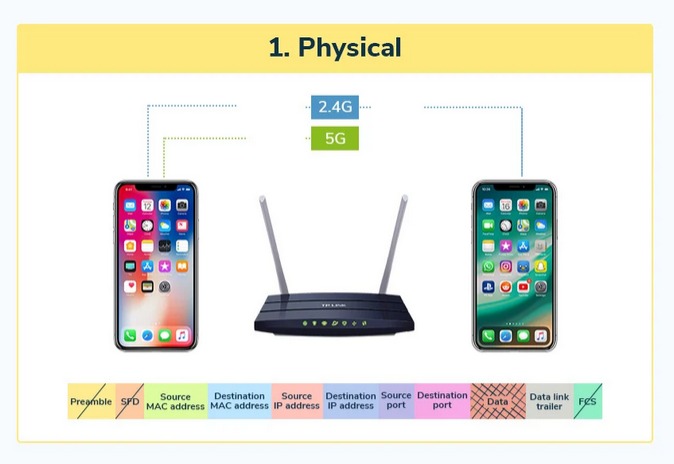 1. Physical
2.4G
5G
TP-LINK
Preamble
SFD
Source
MAC address
Destination
MAC address
Source
IP address
Destination
IP address
Source
port
Destination
port
Data
Data link
trailer
FCS